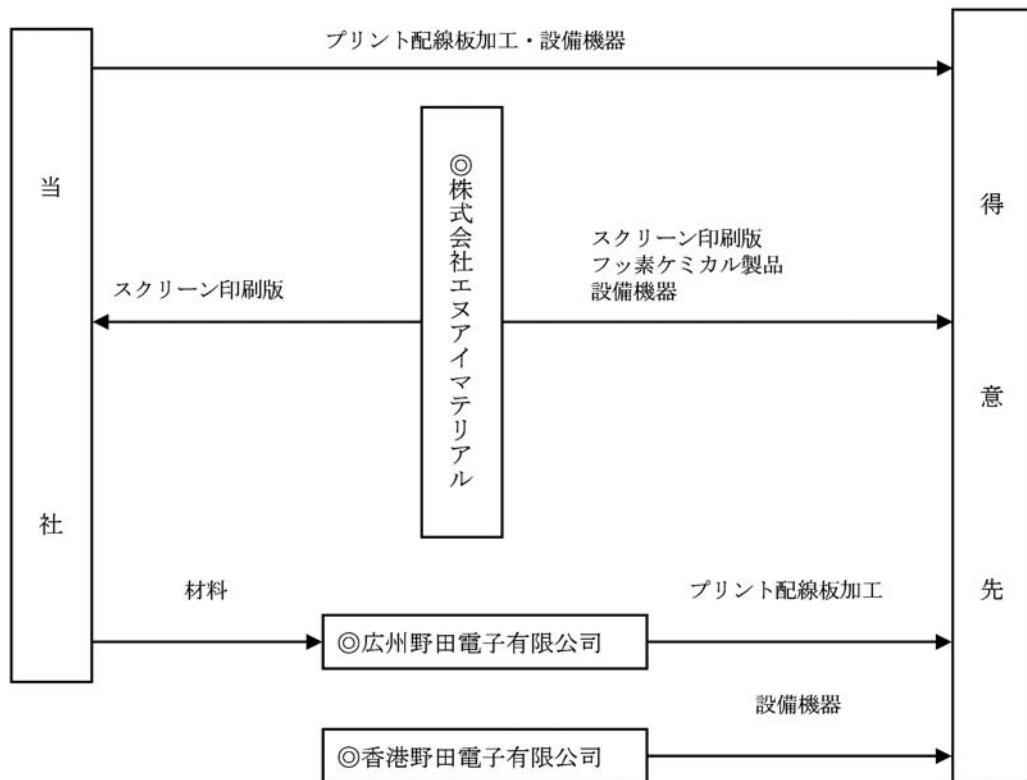 プリント配線板加工・設備機器
当社
◎株式会社エヌアイマテリアル
得意先
スクリーン印刷版
フッ素ケミカル製品
設備機器
スクリーン印刷版
材料
プリント配線板加工
◎広州野田電子有限公司
設備機器
◎香港野田電子有限公司